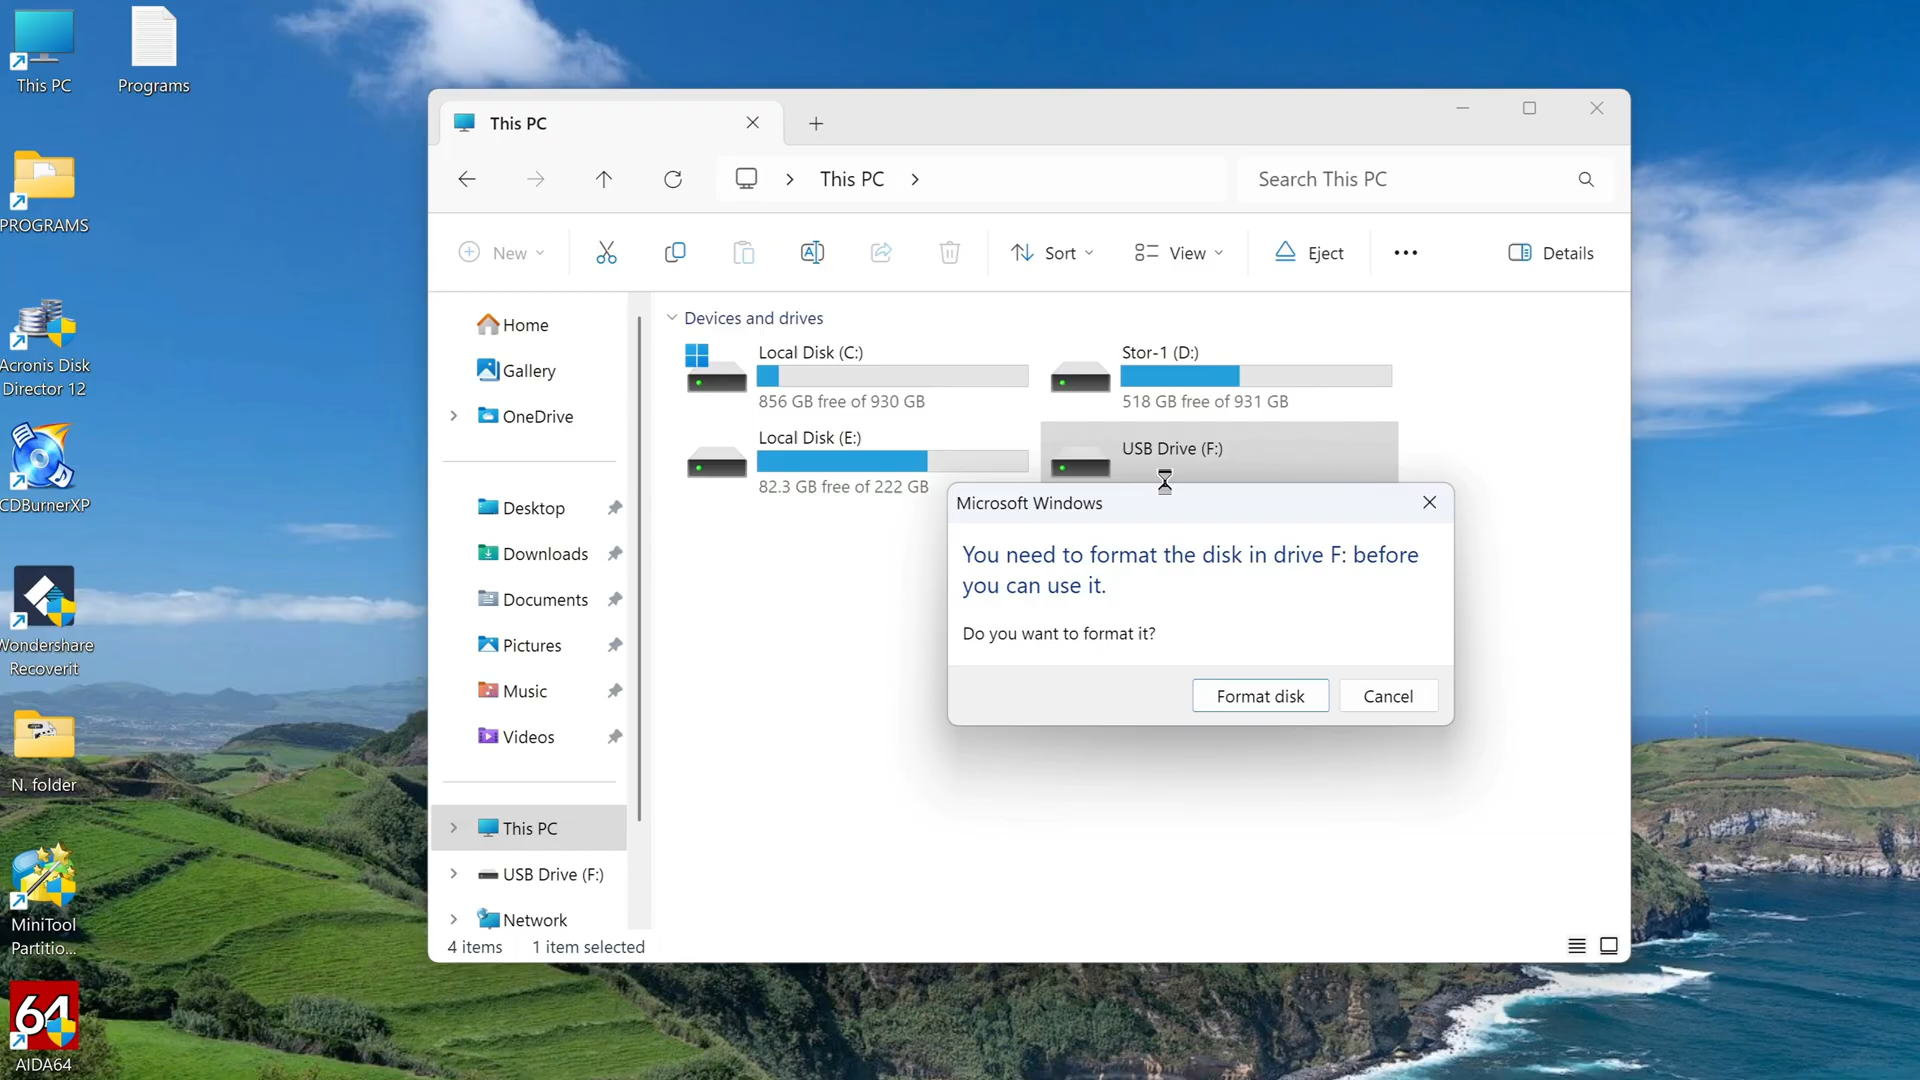 This PC
Programs
PROGRAMS
Acronis Disk
Director 12
CDBurnerXP
Wondershare
Recoverit
N. folder
MiniTool
Partitio...
64
AIDA64
This PC
This PC
Search This PC
New
Sort
View
Eject
Details
Home
Gallery
OneDrive
Desktop
Downloads
Documents
Pictures
Music
Videos
This PC
USB Drive (F:)
Network
Devices and drives
Local Disk (C:)
856 GB free of 930 GB
Stor-1 (D:)
518 GB free of 931 GB
Local Disk (E:)
82.3 GB free of 222 GB
USB Drive (F:)
Microsoft Windows
You need to format the disk in drive F: before
you can use it.
Do you want to format it?
Format disk
Cancel
4 items
1 item selected